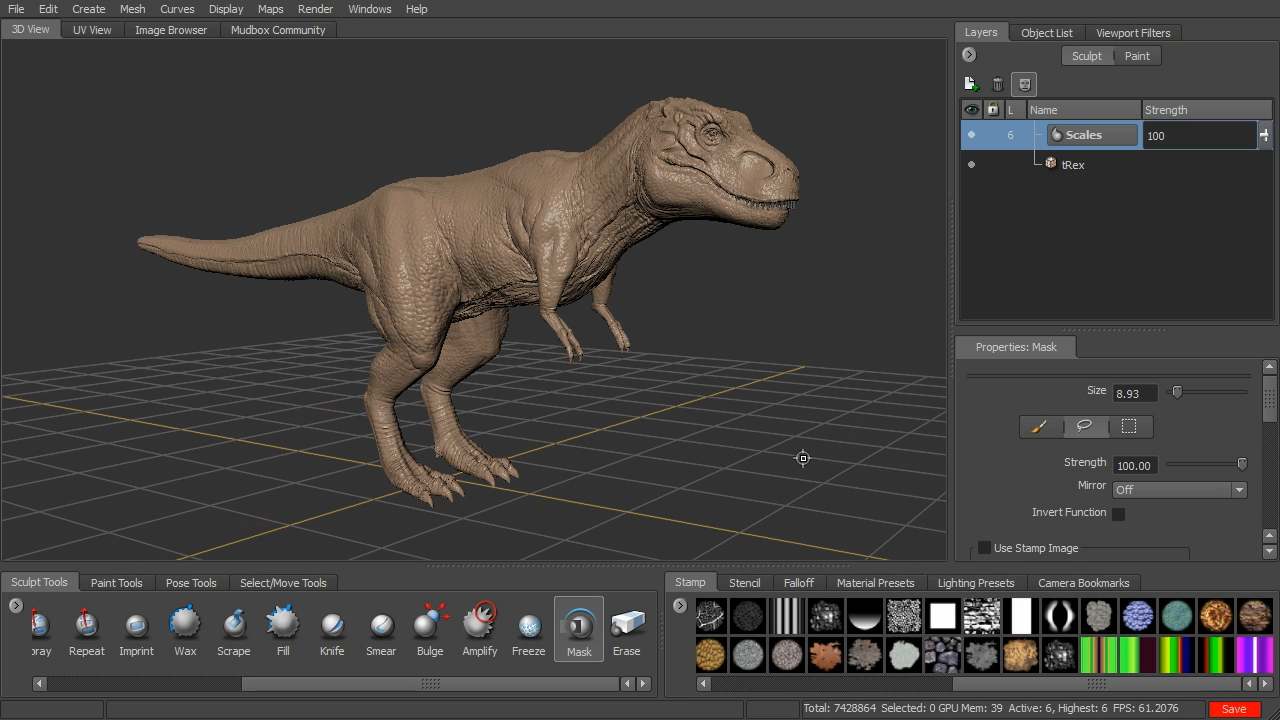 File Edit Create Mesh Curves Display Maps Render Windows Help
3D View UV View Image Browser Mudbox Community
Layers Object List Viewport Filters
Sculpt Paint
L Name Strength
6 Scales 100
tRex
Properties: Mask
Size 8.93
Strength 100.00
Mirror Off
Invert Function
Use Stamp Image
Sculpt Tools Paint Tools Pose Tools Select/Move Tools
Stamp Stencil Falloff Material Presets Lighting Presets Camera Bookmarks
oray Repeat Imprint Wax Scrape Fill Knife Smear Bulge Amplify Freeze Mask Erase
Total: 7428864 Selected: 0 GPU Mem: 39 Active: 6, Highest: 6 FPS: 61.2076
Save